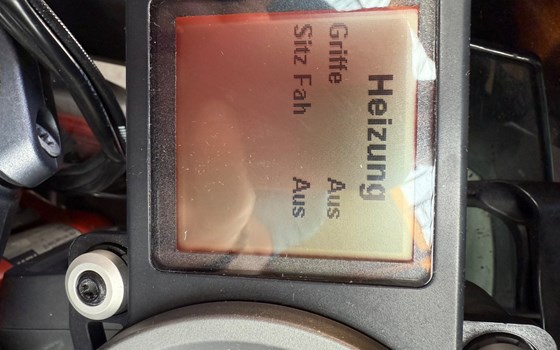 Heizung
Griffe Aus
Sitz Fah Aus